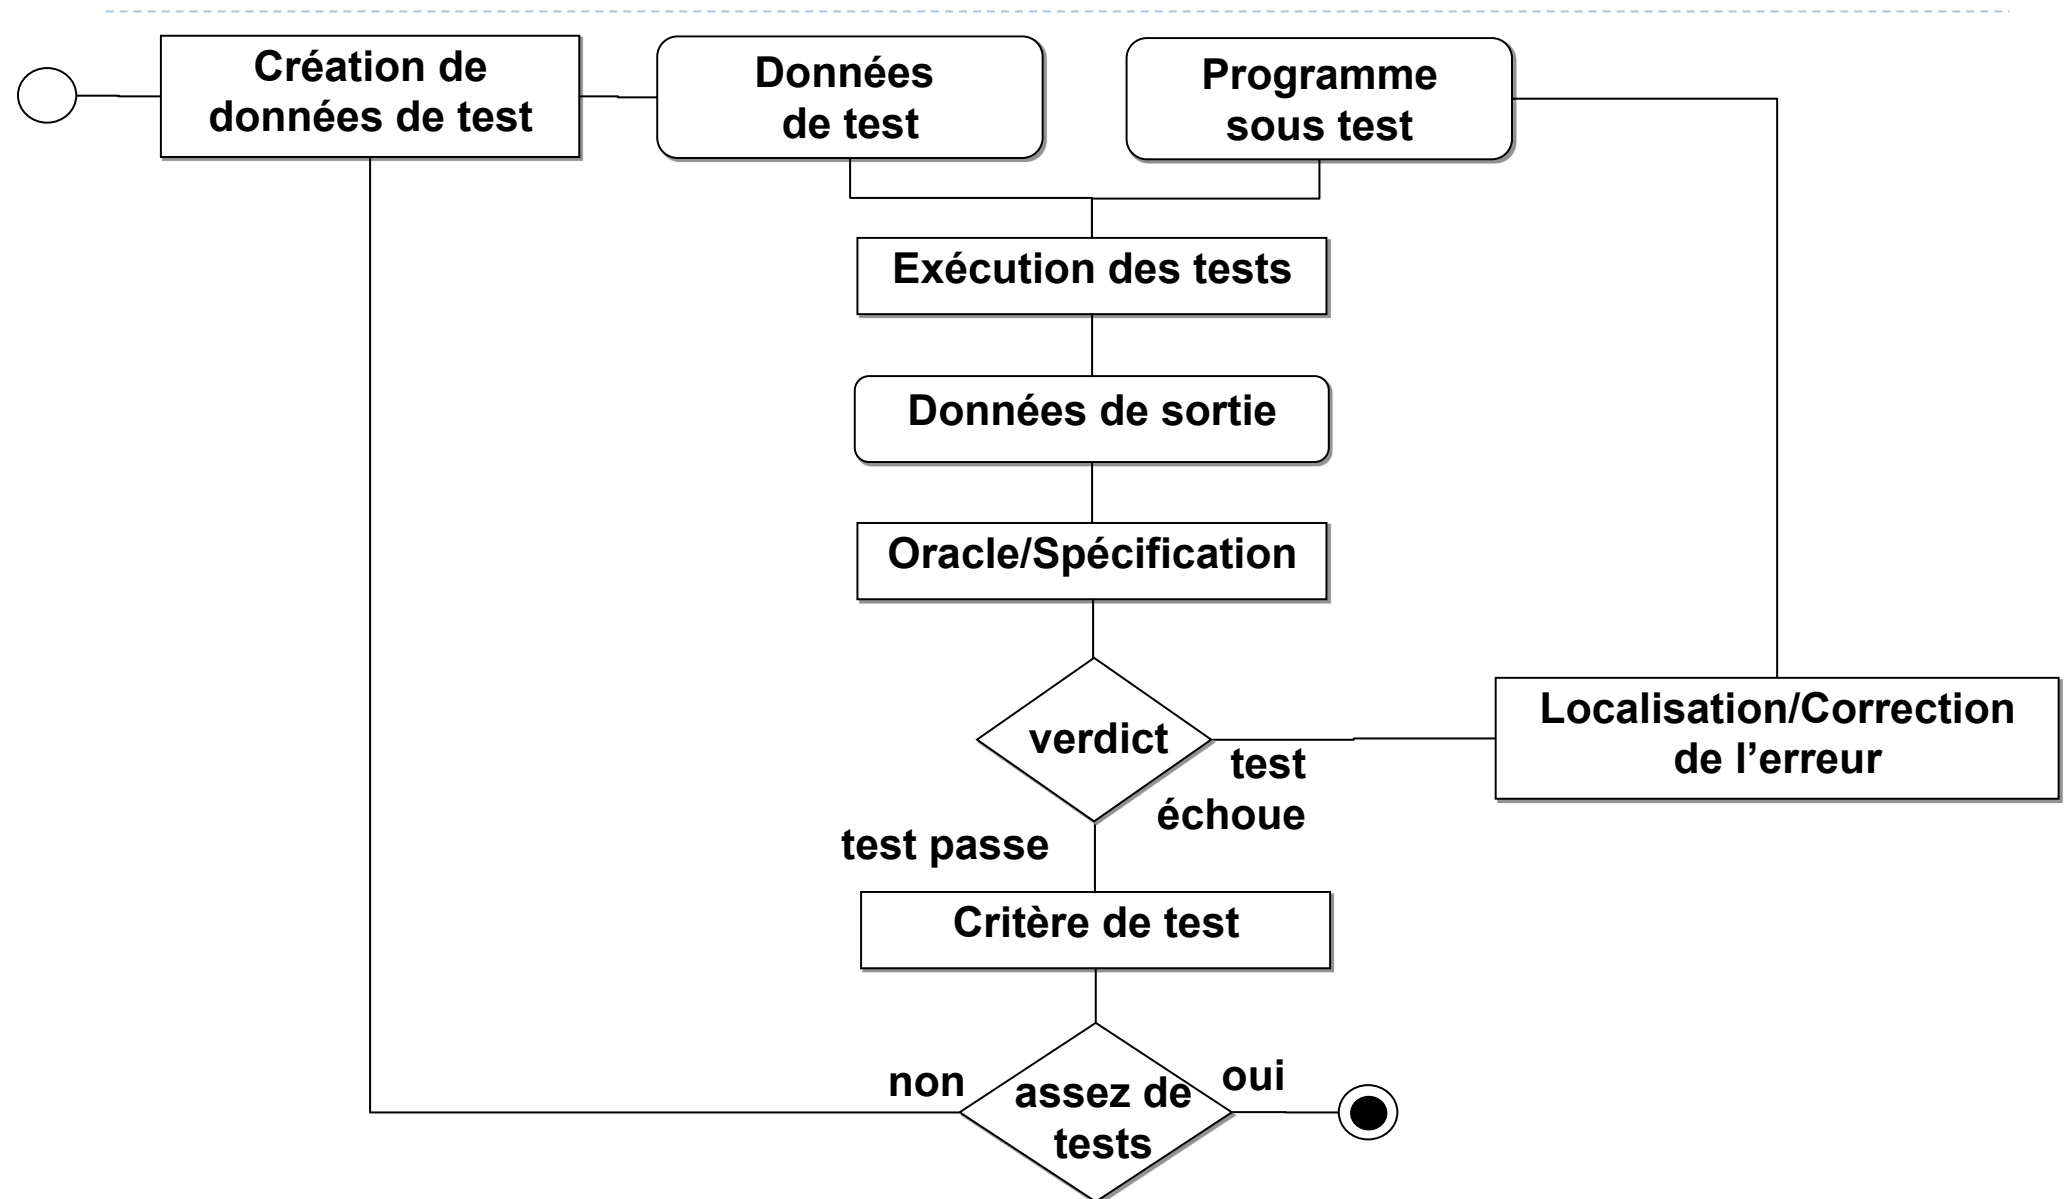 Création de
données de test
Données
de test
Programme
sous test
Exécution des tests
Données de sortie
Oracle/Spécification
verdict
test
échoue
Localisation/Correction
de l’erreur
test passe
Critère de test
non
assez de
tests
oui